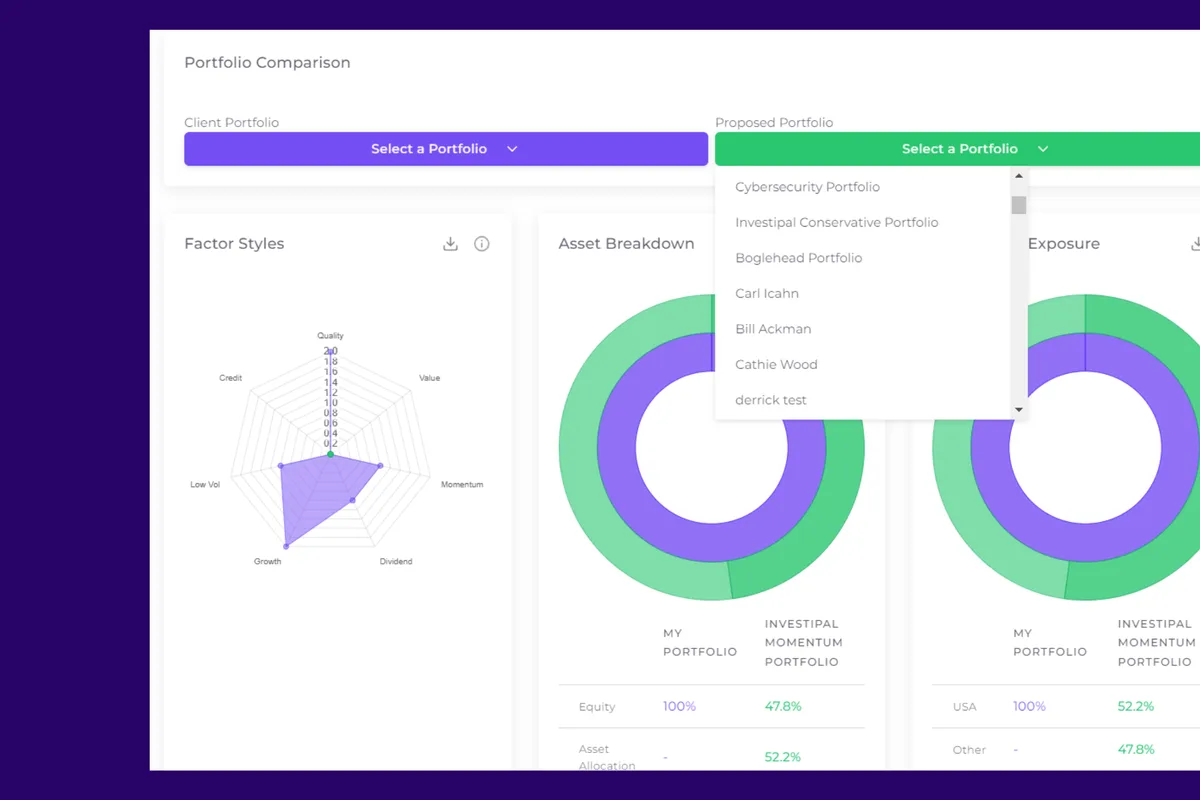 Portfolio Comparison
Client Portfolio
Proposed Portfolio
Select a Portfolio
Select a Portfolio
Cybersecurity Portfolio
Investipal Conservative Portfolio
Boglehead Portfolio
Carl Icahn
Bill Ackman
Cathie Wood
derrick test
Factor Styles
Quality
2.0
1.8
1.6
1.4
1.2
1.0
0.8
0.6
0.4
0.2
Credit
Value
Low Vol
Momentum
Growth
Dividend
Asset Breakdown
MY
PORTFOLIO
INVESTIPAL
MOMENTUM
PORTFOLIO
Equity 100% 47.8%
Asset
Allocation - 52.2%
Exposure
MY
PORTFOLIO
INVESTIPAL
MOMENTUM
PORTFOLIO
USA 100% 52.2%
Other - 47.8%